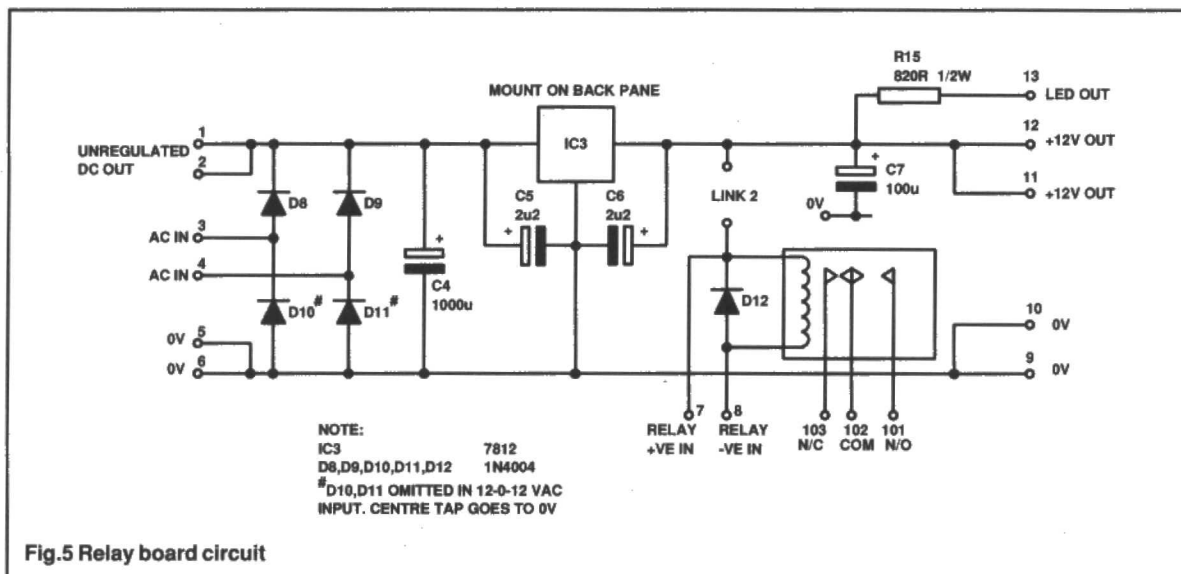 R15
820R 1/2W
13
LED OUT
MOUNT ON BACK PANE
12
+12V OUT
1
UNREGULATED
DC OUT
2
IC3
+
C7
100u
11
+12V OUT
LINK 2
0V
D8
D9
C5
2u2
+
C6
2u2
+
3
AC IN
4
AC IN
+
C4
1000u
D10#
D11#
D12
5
0V
6
0V
10
0V
9
0V
7
RELAY
+VE IN
8
RELAY
-VE IN
103
N/C
102
COM
101
N/O
NOTE:
IC3 7812
D8,D9,D10,D11,D12 1N4004
#D10,D11 OMITTED IN 12-0-12 VAC
INPUT. CENTRE TAP GOES TO 0V
Fig.5 Relay board circuit